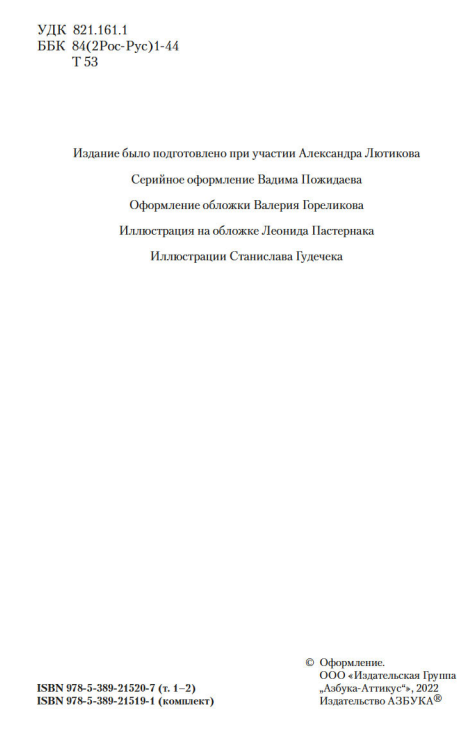 УДК 821.161.1
ББК 84(2Рос-Рус)1-44
Т 53
Издание было подготовлено при участии Александра Лютикова
Серийное оформление Вадима Пожидаева
Оформление обложки Валерия Гореликова
Иллюстрация на обложке Леонида Пастернака
Иллюстрации Станислава Гудечека
© Оформление.
ООО «Издательская Группа
„Азбука-Аттикус“», 2022
Издательство АЗБУКА®
ISBN 978-5-389-21520-7 (т. 1–2)
ISBN 978-5-389-21519-1 (комплект)